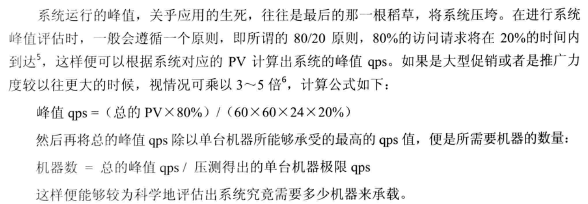 系统运行的峰值，关乎应用的生死，往往是最后的那一根稻草，将系统压垮。在进行系统
峰值评估时，一般会遵循一个原则，即所谓的 80/20 原则，80%的访问请求将在 20%的时间内
到达5，这样便可以根据系统对应的 PV 计算出系统的峰值 qps。如果是大型促销或者是推广力
度较以往更大的时候，视情况可乘以 3～5 倍6，计算公式如下：
峰值 qps =（总的 PV×80%）/（60×60×24×20%）
然后再将总的峰值 qps 除以单台机器所能够承受的最高的 qps 值，便是所需要机器的数量：
机器数 = 总的峰值 qps / 压测得出的单台机器极限 qps
这样便能够较为科学地评估出系统究竟需要多少机器来承载。